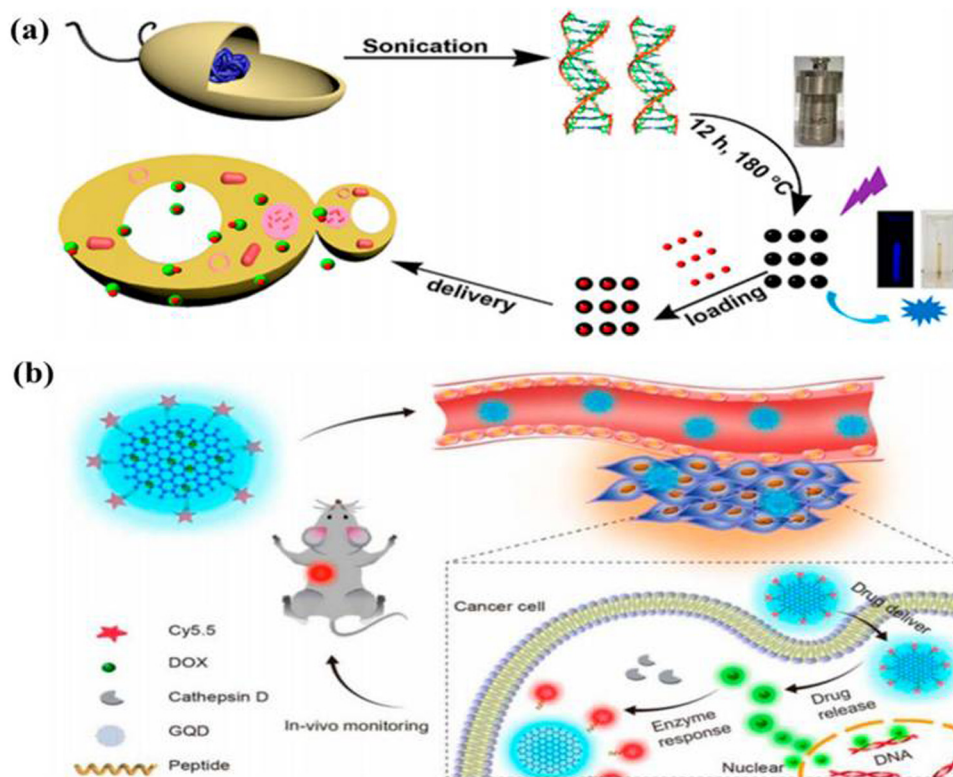 (a)
Sonication
12 h, 180 °C
loading
delivery
(b)
Cy5.5
DOX
Cathepsin D
GQD
Peptide
In-vivo monitoring
Cancer cell
Drug deliver
Drug
release
Enzyme
response
Nuclear
DNA